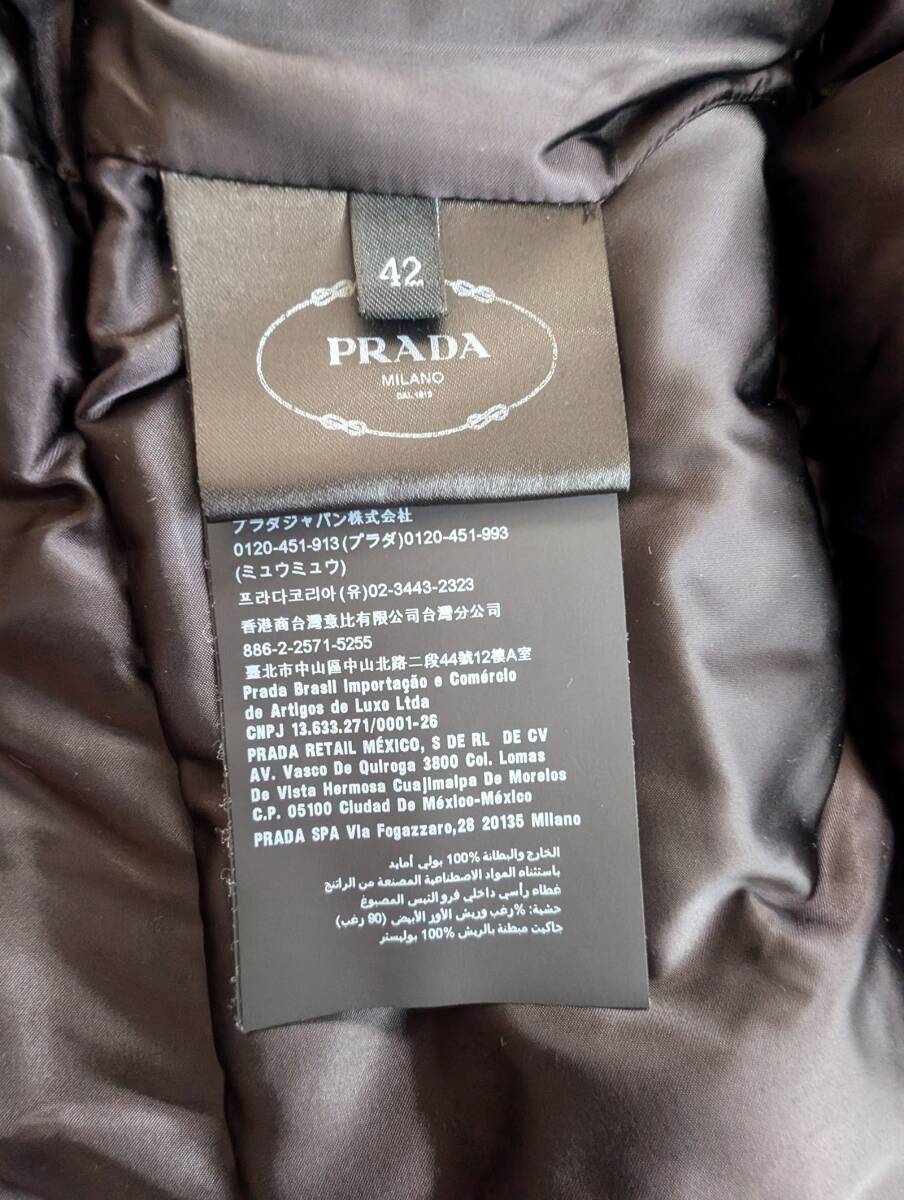 42
PRADA
MILANO
DAL 1913
プラダジャパン株式会社
0120-451-913(プラダ)0120-451-993
(ミュウミュウ)
프라다코리아(유)02-3443-2323
香港商台灣意比有限公司台灣分公司
886-2-2571-5255
臺北市中山區中山北路二段44號12樓A室
Prada Brasil Importação e Comércio
de Artigos de Luxo Ltda
CNPJ 13.633.271/0001-26
PRADA RETAIL MÉXICO, S DE RL DE CV
AV. Vasco De Quiroga 3800 Col. Lomas
De Vista Hermosa Cuajimalpa De Morelos
C.P. 05100 Ciudad De México-México
PRADA SPA Via Fogazzaro,28 20135 Milano
الخارج والبطانة %100 بولي أمايد
باستثناء المواد الاصطناعية المصنعة من الراتنج
غطاء رأسي داخلي فرو النمس المصبوغ
حشية: %رغب وريش الأوز الأبيض (90 رغب)
جاكيت مبطنة بالريش %100 بوليستر